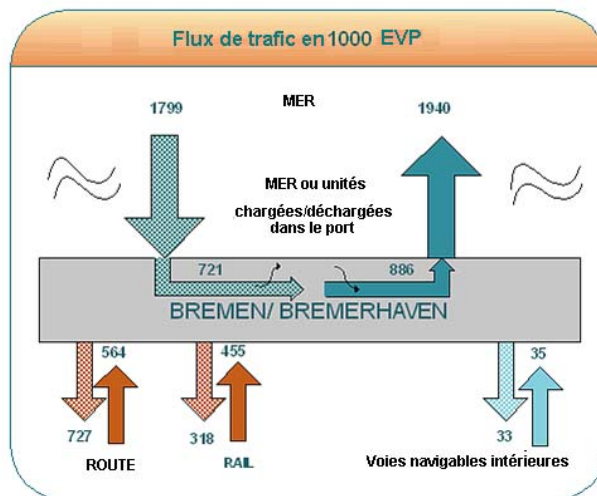 Flux de trafic en 1000 EVP
1799
MER
1940
MER ou unités
chargées/déchargées
dans le port
721
886
BREMEN/ BREMERHAVEN
564
455
35
727
318
33
ROUTE
RAIL
Voies navigables intérieures